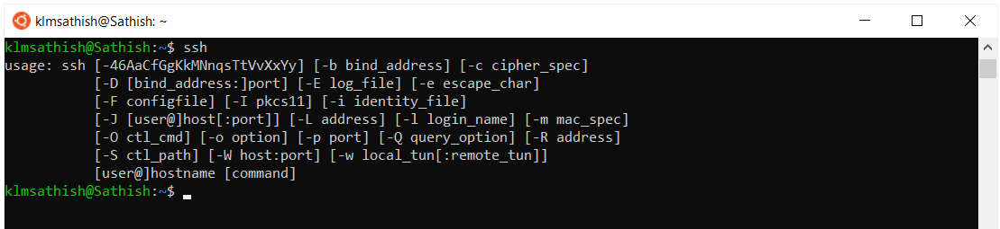 klmsathish@Sathish: ~
klmsathish@Sathish:~$ ssh
usage: ssh [-46AaCfGgKkMNnqsTtVvXxYy] [-b bind_address] [-c cipher_spec]
           [-D [bind_address:]port] [-E log_file] [-e escape_char]
           [-F configfile] [-I pkcs11] [-i identity_file]
           [-J [user@]host[:port]] [-L address] [-l login_name] [-m mac_spec]
           [-O ctl_cmd] [-o option] [-p port] [-Q query_option] [-R address]
           [-S ctl_path] [-W host:port] [-w local_tun[:remote_tun]]
           [user@]hostname [command]
klmsathish@Sathish:~$